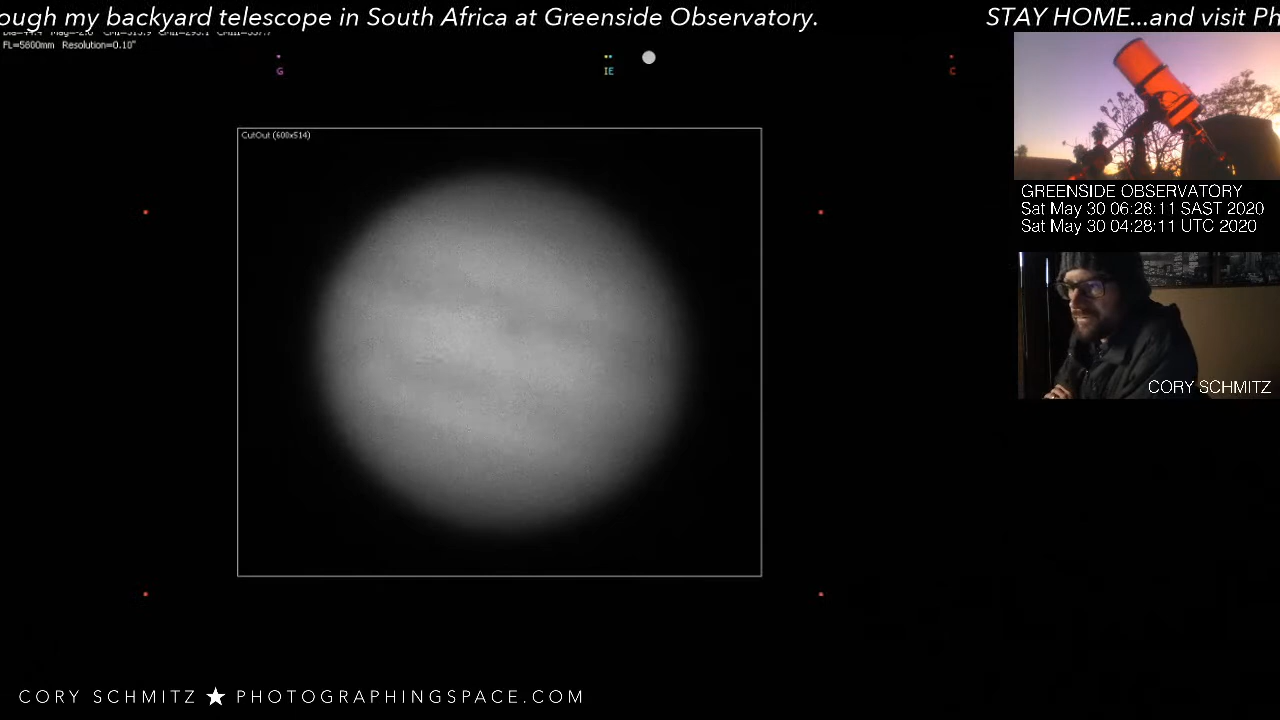 ough my backyard telescope in South Africa at Greenside Observatory.
STAY HOME...and visit Ph
FL=5600mm Resolution=0.10"
G
IE
C
CutOut (600x514)
GREENSIDE OBSERVATORY
Sat May 30 06:28:11 SAST 2020
Sat May 30 04:28:11 UTC 2020
CORY SCHMITZ
CORY SCHMITZ ★ PHOTOGRAPHINGSPACE.COM